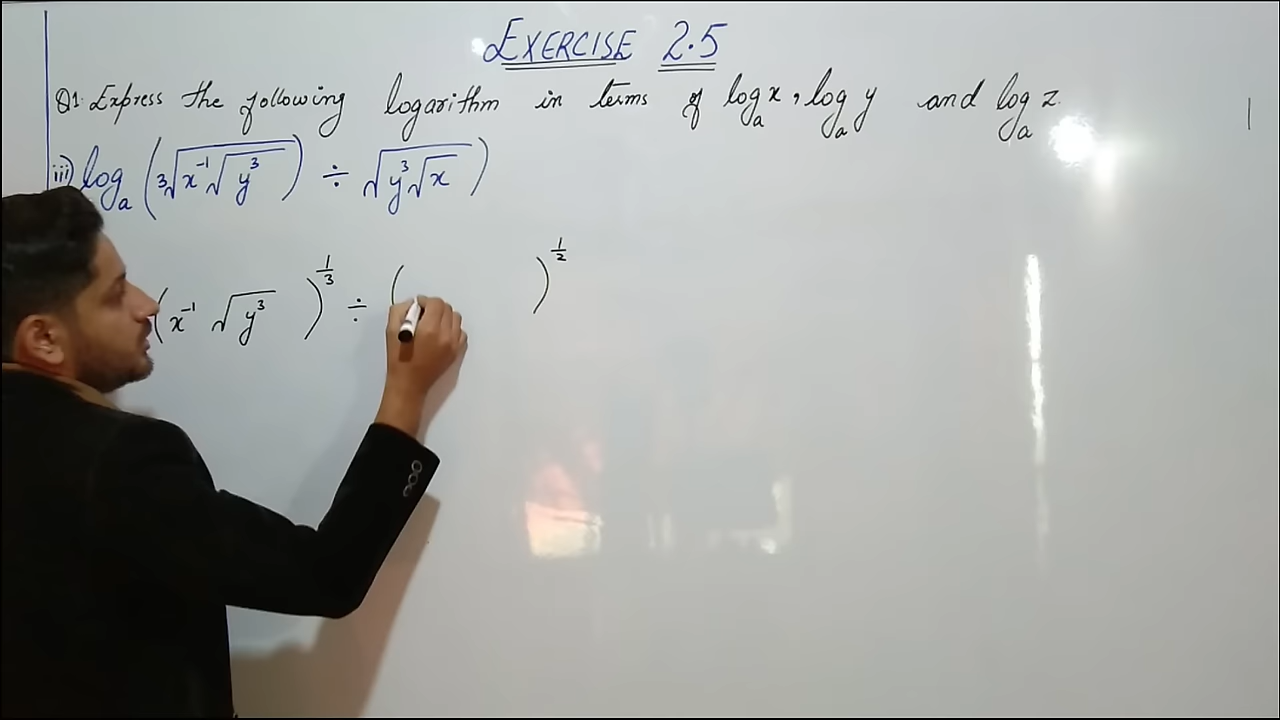 EXERCISE 2.5
Q1. Express the following logarithm in terms of logₐx, logₐy and logₐz.
iii) logₐ(∛(x⁻¹√(y³)) ÷ √(y³√x))
(x⁻¹ √(y³))^(1/3) ÷ ( )^(1/2)